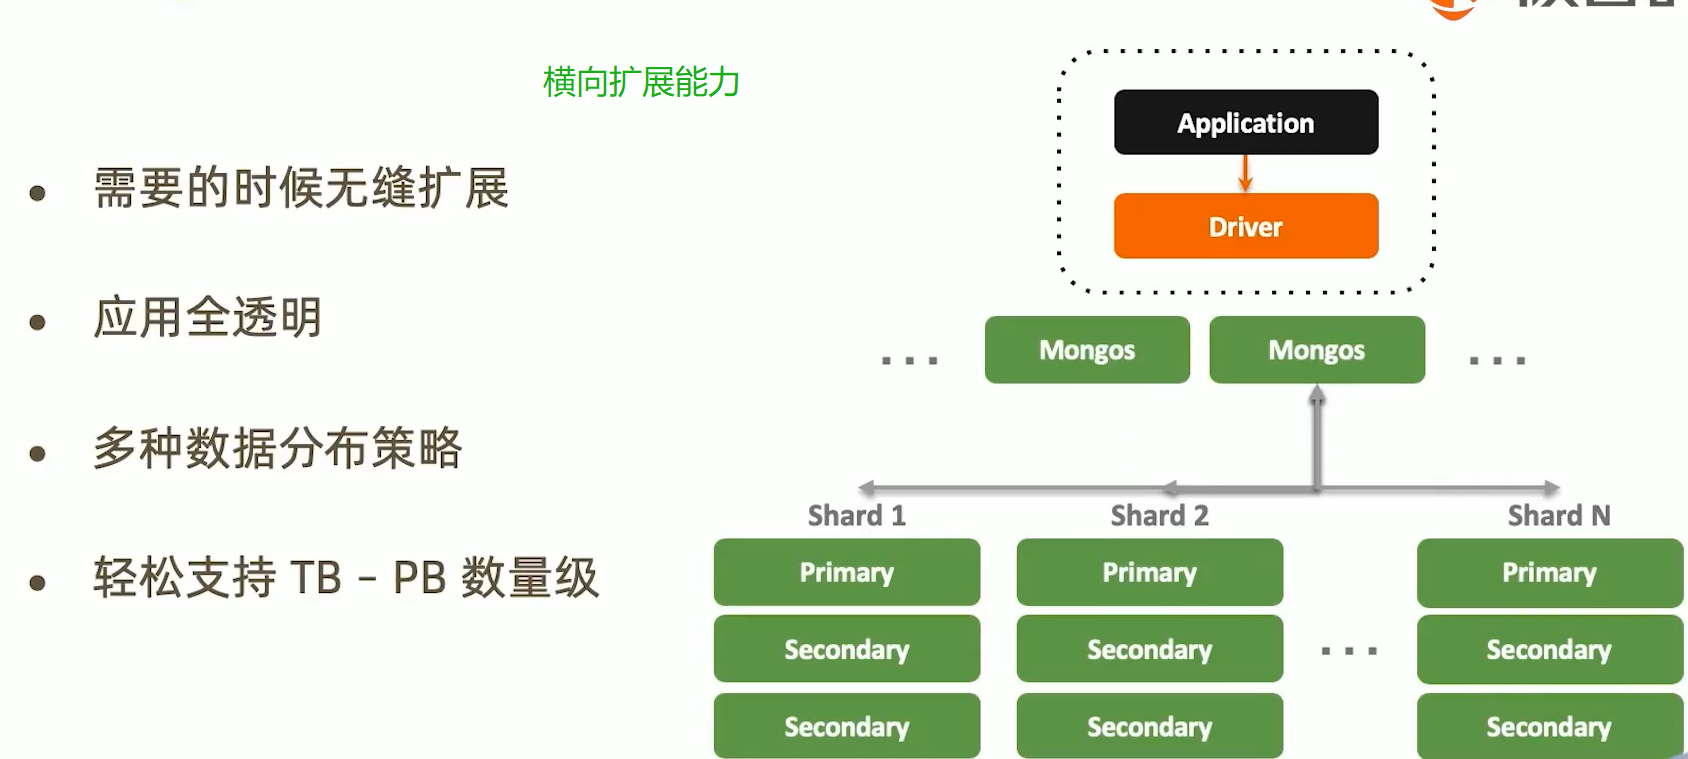 横向扩展能力
需要的时候无缝扩展
应用全透明
多种数据分布策略
轻松支持 TB – PB 数量级
Application
Driver
... Mongos Mongos ...
Shard 1 Shard 2 Shard N
Primary Primary Primary
Secondary Secondary ... Secondary
Secondary Secondary Secondary